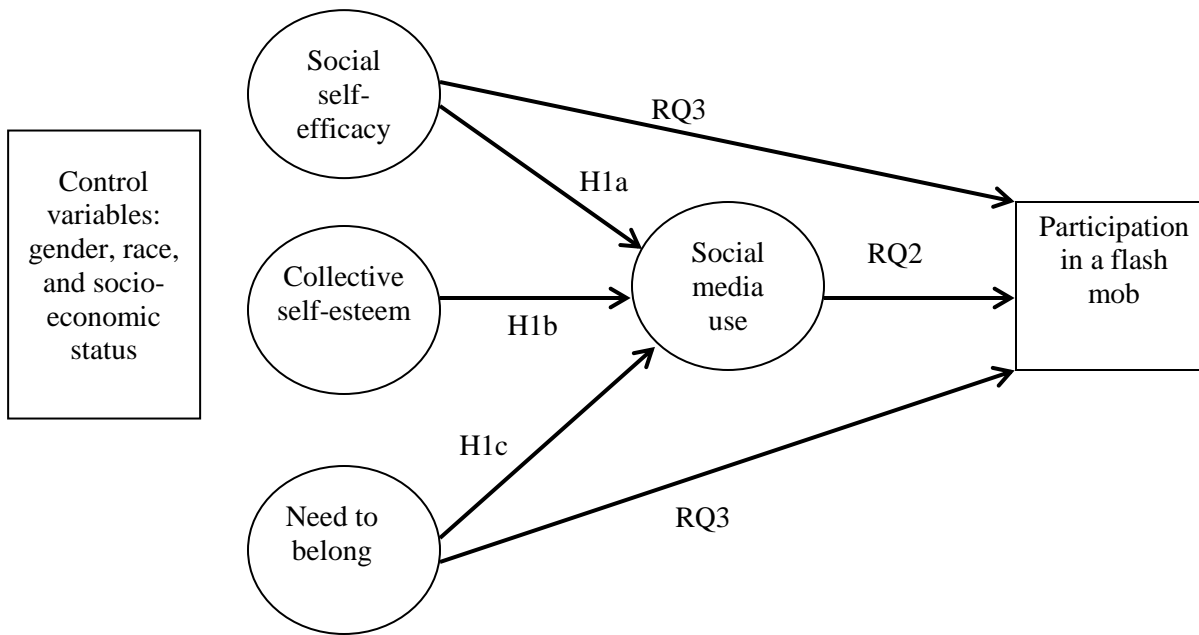 Control
variables:
gender, race,
and socio-
economic
status
Social
self-
efficacy
Collective
self-esteem
Need to
belong
RQ3
H1a
H1b
H1c
Social
media
use
RQ2
RQ3
Participation
in a flash
mob